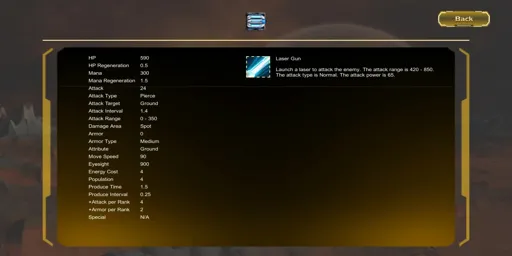 Back
HP 590
HP Regeneration 0.5
Mana 300
Mana Regeneration 1.5
Attack 24
Attack Type Pierce
Attack Target Ground
Attack Interval 1.4
Attack Range 0 - 350
Damage Area Spot
Armor 0
Armor Type Medium
Attribute Ground
Move Speed 90
Eyesight 900
Energy Cost 4
Population 4
Produce Time 1.5
Produce Interval 0.25
+Attack per Rank 4
+Armor per Rank 2
Special N/A
Laser Gun
Launch a laser to attack the enemy. The attack range is 420 - 850.
The attack type is Normal. The attack power is 65.